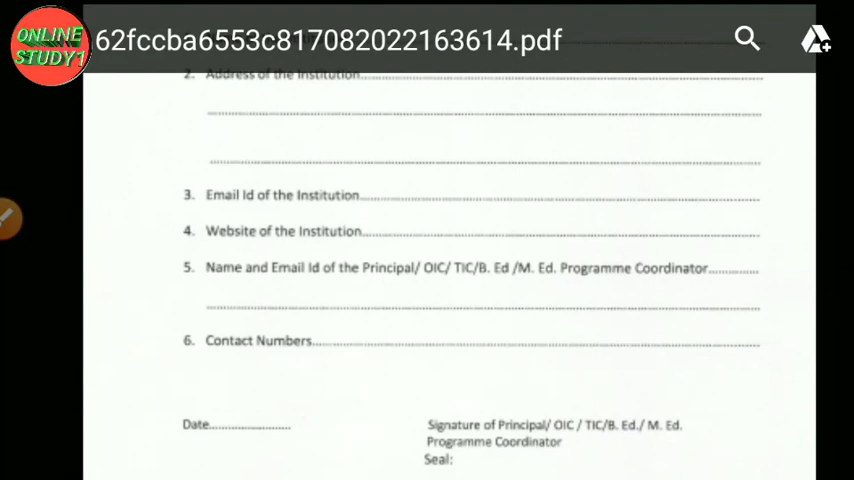 ONLINE
STUDY1
62fccba6553c817082022163614.pdf
2. Address of the Institution
3. Email Id of the Institution
4. Website of the Institution
5. Name and Email Id of the Principal/ OIC/ TIC/B. Ed /M. Ed. Programme Coordinator
6. Contact Numbers
Date
Signature of Principal/ OIC / TIC/B. Ed./ M. Ed.
Programme Coordinator
Seal: